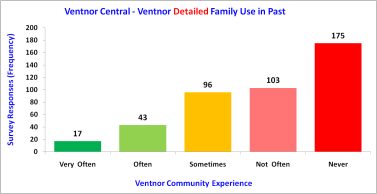 Ventnor Central - Ventnor Detailed Family Use in Past
Survey Responses (Frequency)
200
180
160
140
120
100
80
60
40
20
0
17
43
96
103
175
Very Often
Often
Sometimes
Not Often
Never
Ventnor Community Experience